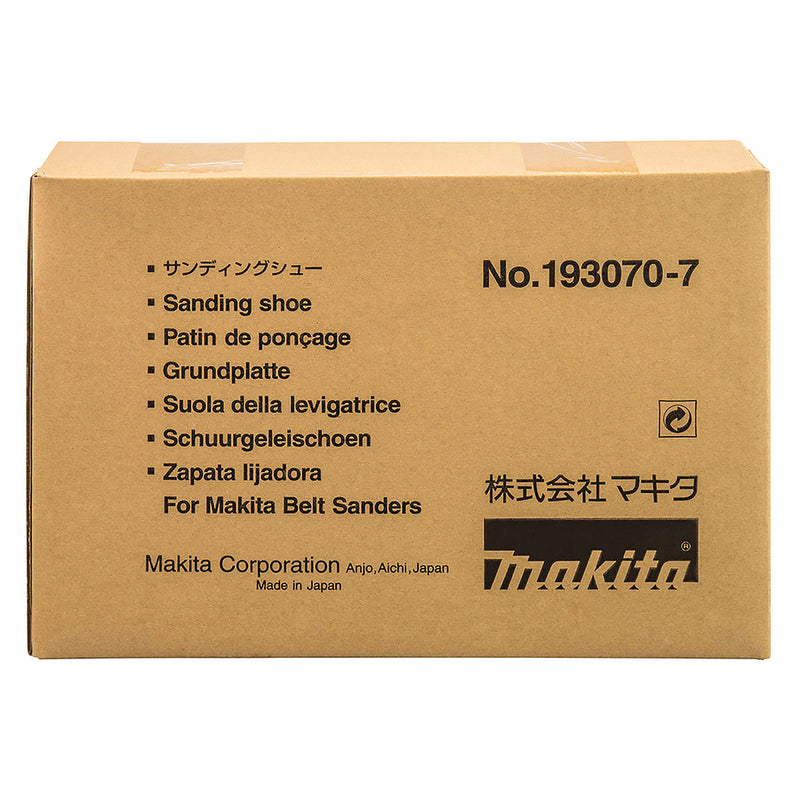 ▪ サンディングシュー
▪ Sanding shoe
▪ Patin de ponçage
▪ Grundplatte
▪ Suola della levigatrice
▪ Schuurgeleischoen
▪ Zapata lijadora
For Makita Belt Sanders
Makita Corporation Anjo, Aichi, Japan
Made in Japan
No.193070-7
株式会社マキタ
makita®